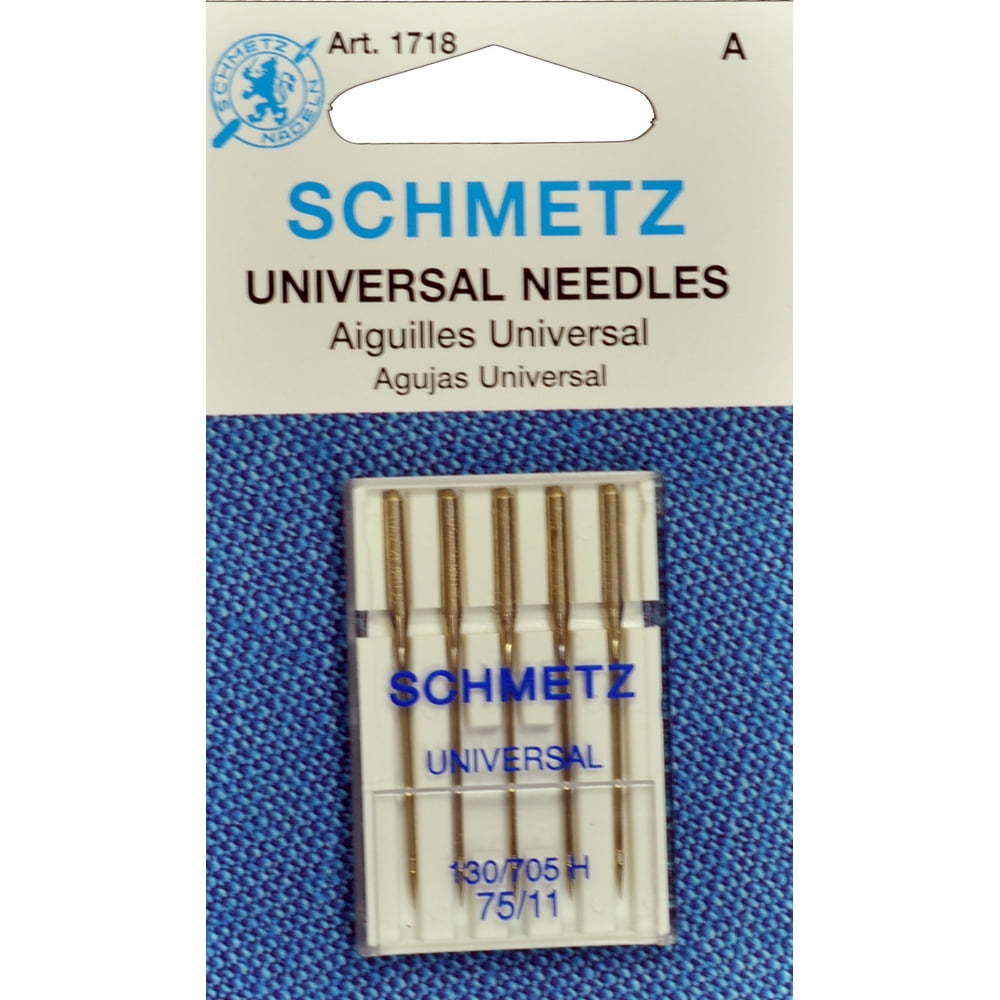 SCHMETZ
NADELN
Art. 1718
A
SCHMETZ
UNIVERSAL NEEDLES
Aiguilles Universal
Agujas Universal
SCHMETZ
UNIVERSAL
130/705 H
75/11